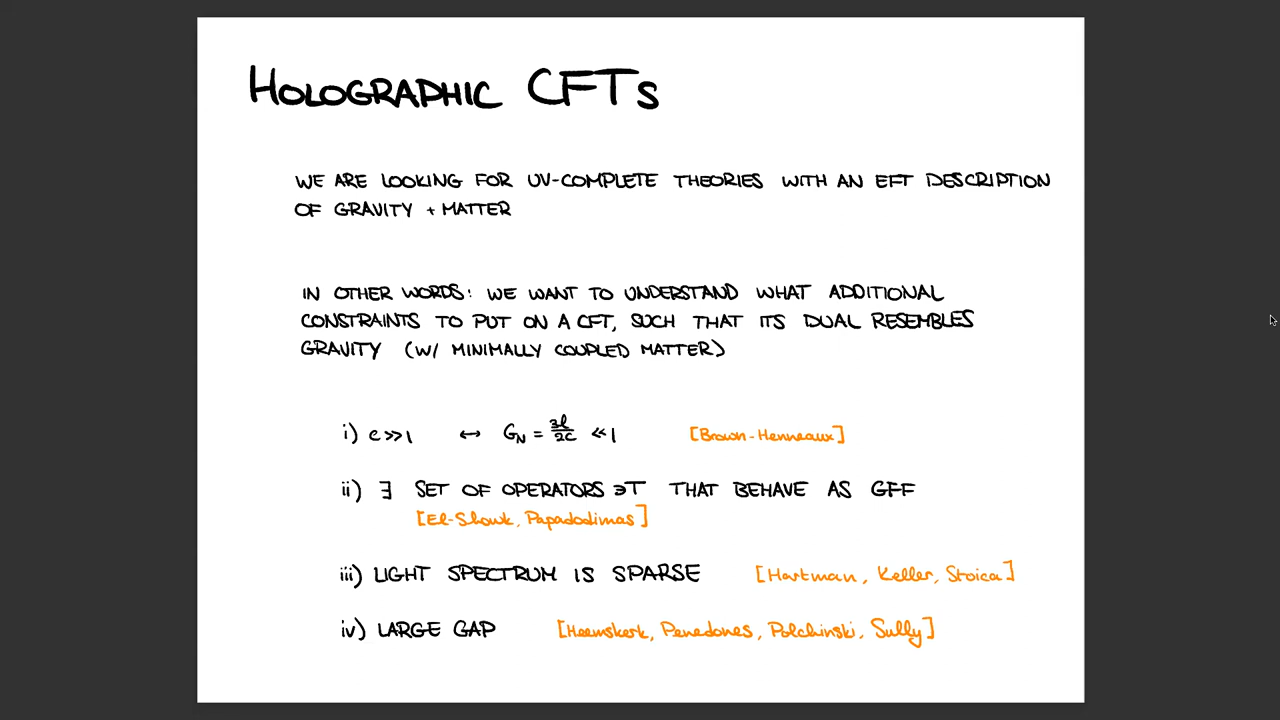 HOLOGRAPHIC CFTs
WE ARE LOOKING FOR UV-COMPLETE THEORIES WITH AN EFT DESCRIPTION
OF GRAVITY + MATTER
IN OTHER WORDS: WE WANT TO UNDERSTAND WHAT ADDITIONAL
CONSTRAINTS TO PUT ON A CFT, SUCH THAT ITS DUAL RESEMBLES
GRAVITY (W/ MINIMALLY COUPLED MATTER)
i) c >> 1 ↔ G_N = 3ℓ/2c << 1 [Brown-Henneaux]
ii) ∃ SET OF OPERATORS ∋T THAT BEHAVE AS GFF
[El-Showk, Papadodimas]
iii) LIGHT SPECTRUM IS SPARSE [Hartman, Keller, Stoica]
iv) LARGE GAP [Heemskerk, Penedones, Polchinski, Sully]